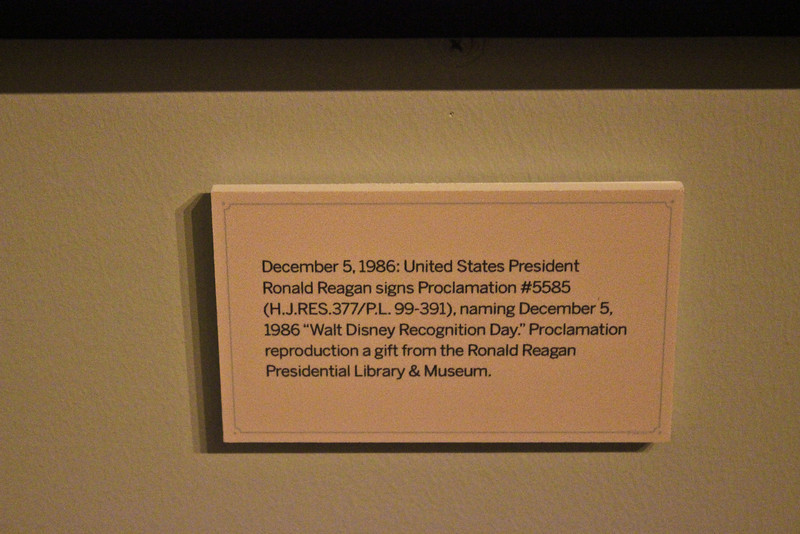 December 5, 1986: United States President
Ronald Reagan signs Proclamation #5585
(H.J.RES.377/P.L. 99-391), naming December 5,
1986 “Walt Disney Recognition Day.” Proclamation
reproduction a gift from the Ronald Reagan
Presidential Library & Museum.